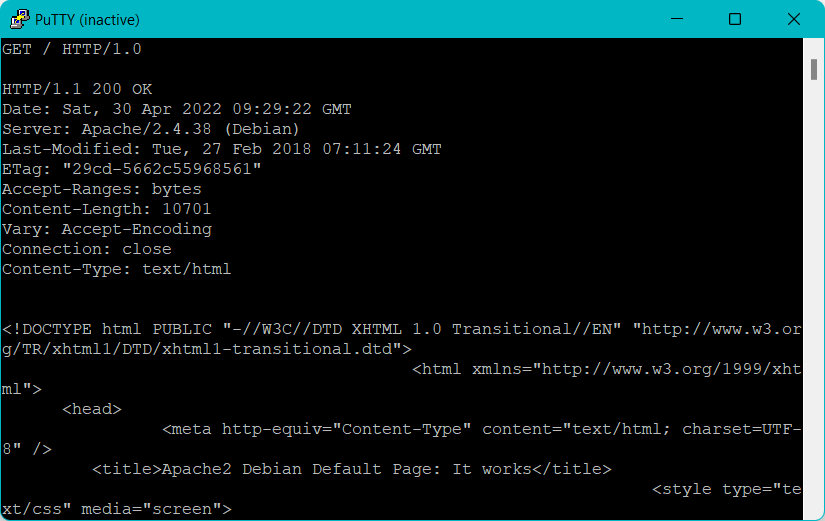 PuTTY (inactive)
GET / HTTP/1.0
HTTP/1.1 200 OK
Date: Sat, 30 Apr 2022 09:29:22 GMT
Server: Apache/2.4.38 (Debian)
Last-Modified: Tue, 27 Feb 2018 07:11:24 GMT
ETag: "29cd-5662c55968561"
Accept-Ranges: bytes
Content-Length: 10701
Vary: Accept-Encoding
Connection: close
Content-Type: text/html
<!DOCTYPE html PUBLIC "-//W3C//DTD XHTML 1.0 Transitional//EN" "http://www.w3.or
g/TR/xhtml1/DTD/xhtml1-transitional.dtd">
<html xmlns="http://www.w3.org/1999/xht
ml">
<head>
<meta http-equiv="Content-Type" content="text/html; charset=UTF-
8" />
<title>Apache2 Debian Default Page: It works</title>
<style type="te
xt/css" media="screen">